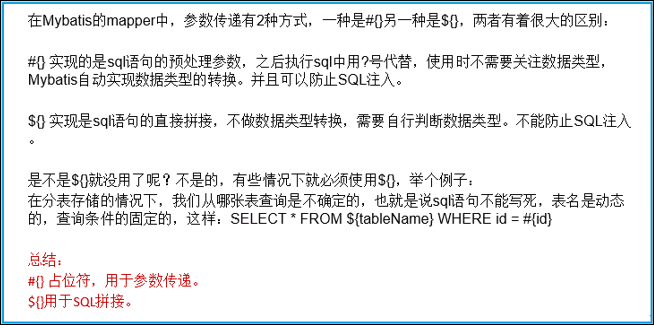 在Mybatis的mapper中，参数传递有2种方式，一种是#{}另一种是${}，两者有着很大的区别：
#{} 实现的是sql语句的预处理参数，之后执行sql中用?号代替，使用时不需要关注数据类型，
Mybatis自动实现数据类型的转换。并且可以防止SQL注入。
${} 实现是sql语句的直接拼接，不做数据类型转换，需要自行判断数据类型。不能防止SQL注入
。
是不是${}就没用了呢？不是的，有些情况下就必须使用${}，举个例子：
在分表存储的情况下，我们从哪张表查询是不确定的，也就是说sql语句不能写死，表名是动态
的，查询条件的固定的，这样：SELECT * FROM ${tableName} WHERE id = #{id}
总结：
#{} 占位符，用于参数传递。
${}用于SQL拼接。